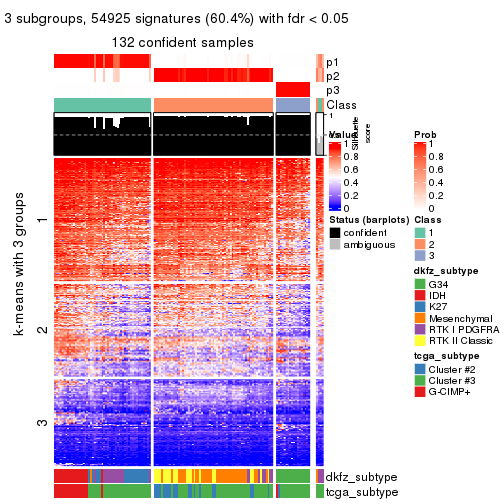 3 subgroups, 54925 signatures (60.4%) with fdr < 0.05
132 confident samples
p1
p2
p3
Class
1
0
Silhouette
score
k-means with 3 groups
1
2
3
Value
1
0.8
0.6
0.4
0.2
0
Prob
1
0.8
0.6
0.4
0.2
0
Status (barplots)
confident
ambiguous
Class
1
2
3
dkfz_subtype
G34
IDH
K27
Mesenchymal
RTK I PDGFRA
RTK II Classic
tcga_subtype
Cluster #2
Cluster #3
G-CIMP+
dkfz_subtype
tcga_subtype